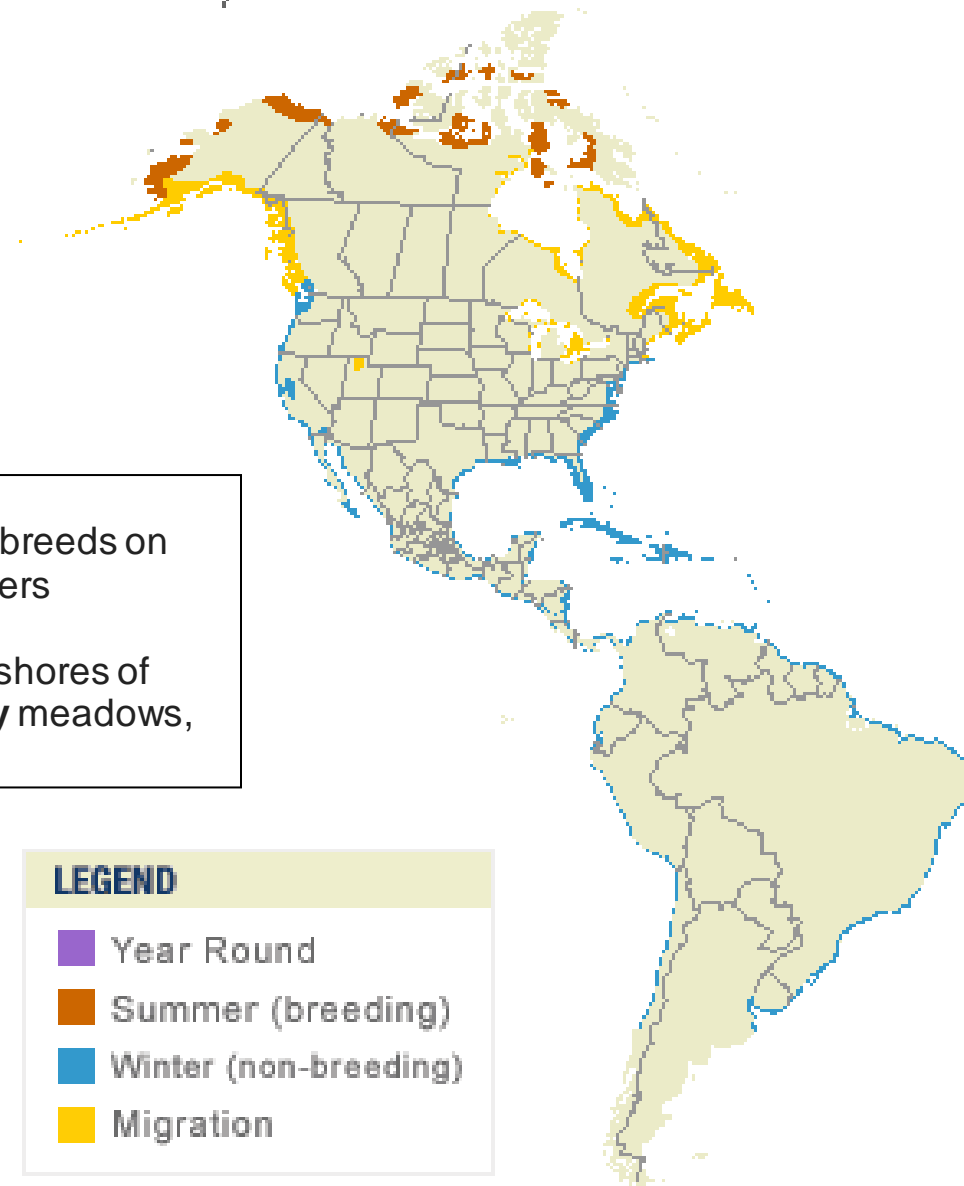 breeds on
ers
shores of
y meadows,
LEGEND
Year Round
Summer (breeding)
Winter (non-breeding)
Migration